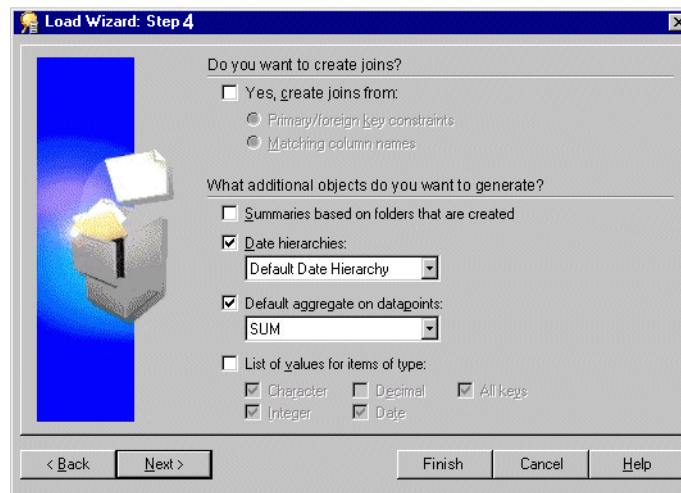 Load Wizard: Step 4
Do you want to create joins?
Yes, create joins from:
Primary/foreign key constraints
Matching column names
What additional objects do you want to generate?
Summaries based on folders that are created
Date hierarchies:
Default Date Hierarchy
Default aggregate on datapoints:
SUM
List of values for items of type:
Character Decimal All keys
Integer Date
< Back Next > Finish Cancel Help